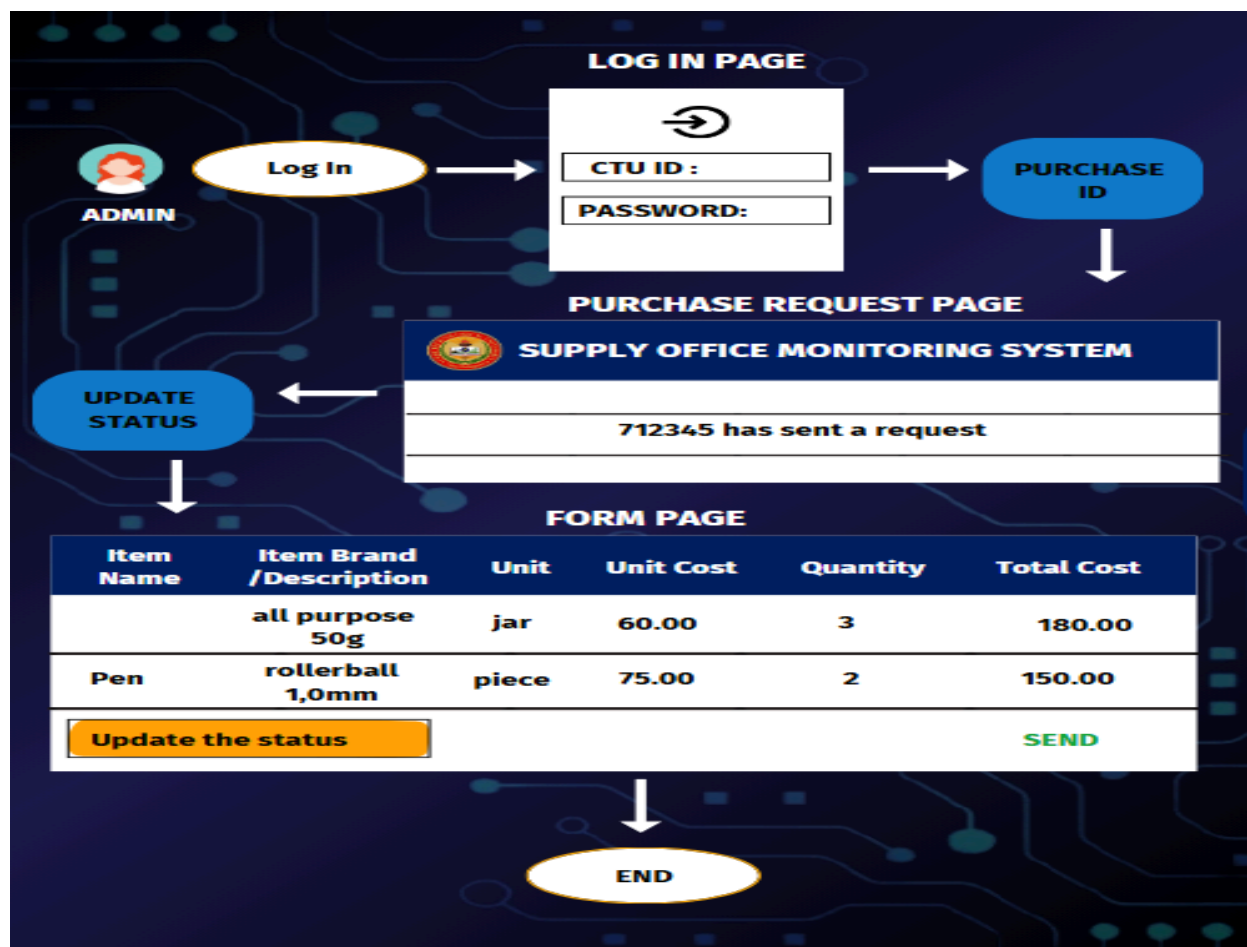 LOG IN PAGE
Log In
CTU ID :
PASSWORD:
PURCHASE
ID
ADMIN
PURCHASE REQUEST PAGE
SUPPLY OFFICE MONITORING SYSTEM
712345 has sent a request
UPDATE
STATUS
FORM PAGE
Item Name Item Brand /Description Unit Unit Cost Quantity Total Cost
all purpose 50g jar 60.00 3 180.00
Pen rollerball 1,0mm piece 75.00 2 150.00
Update the status SEND
END